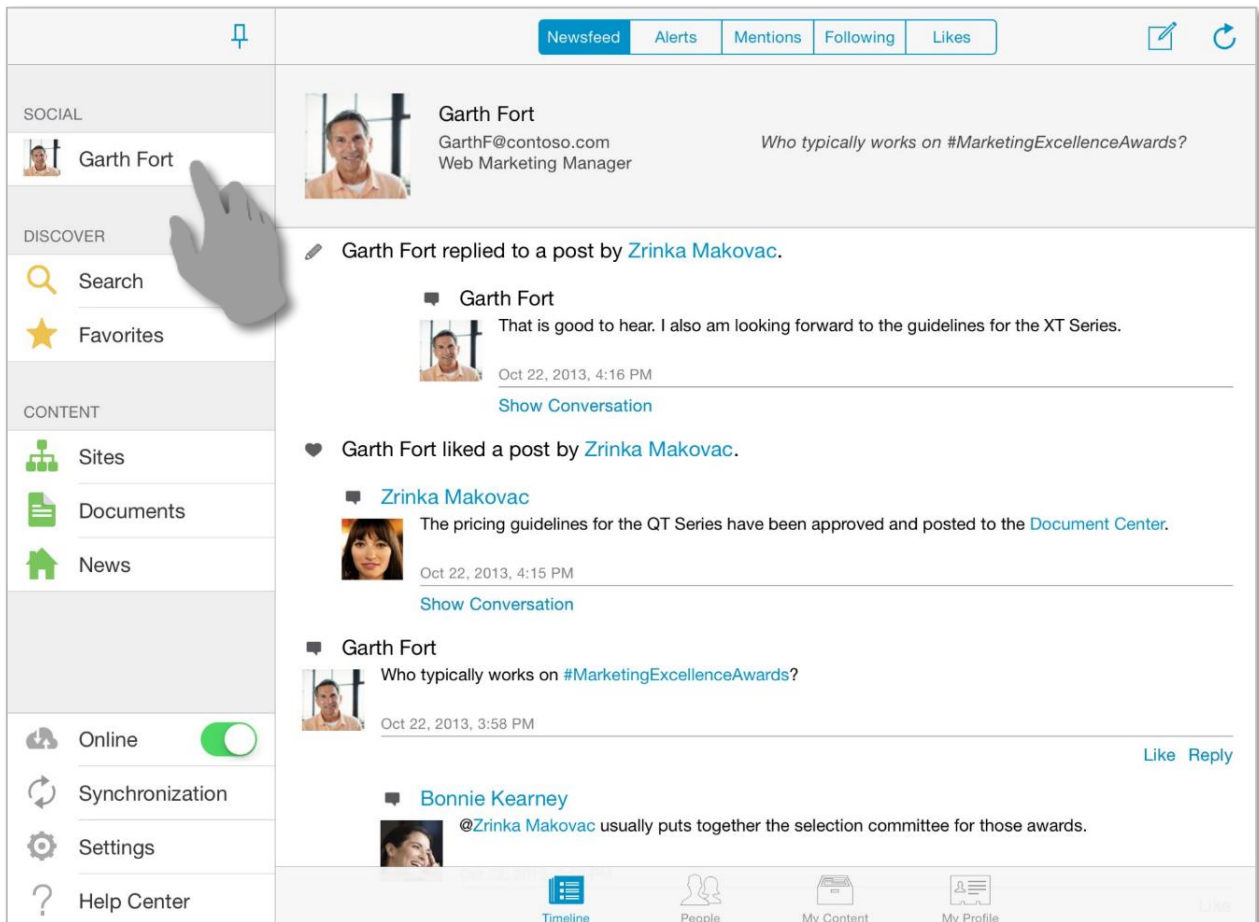 Newsfeed Alerts Mentions Following Likes
SOCIAL
Garth Fort
DISCOVER
Search
Favorites
CONTENT
Sites
Documents
News
Online
Synchronization
Settings
Help Center
Garth Fort
GarthF@contoso.com
Web Marketing Manager
Who typically works on #MarketingExcellenceAwards?
Garth Fort replied to a post by Zrinka Makovac.
Garth Fort
That is good to hear. I also am looking forward to the guidelines for the XT Series.
Oct 22, 2013, 4:16 PM
Show Conversation
Garth Fort liked a post by Zrinka Makovac.
Zrinka Makovac
The pricing guidelines for the QT Series have been approved and posted to the Document Center.
Oct 22, 2013, 4:15 PM
Show Conversation
Garth Fort
Who typically works on #MarketingExcellenceAwards?
Oct 22, 2013, 3:58 PM
Like Reply
Bonnie Kearney
@Zrinka Makovac usually puts together the selection committee for those awards.
Like
Timeline People My Content My Profile